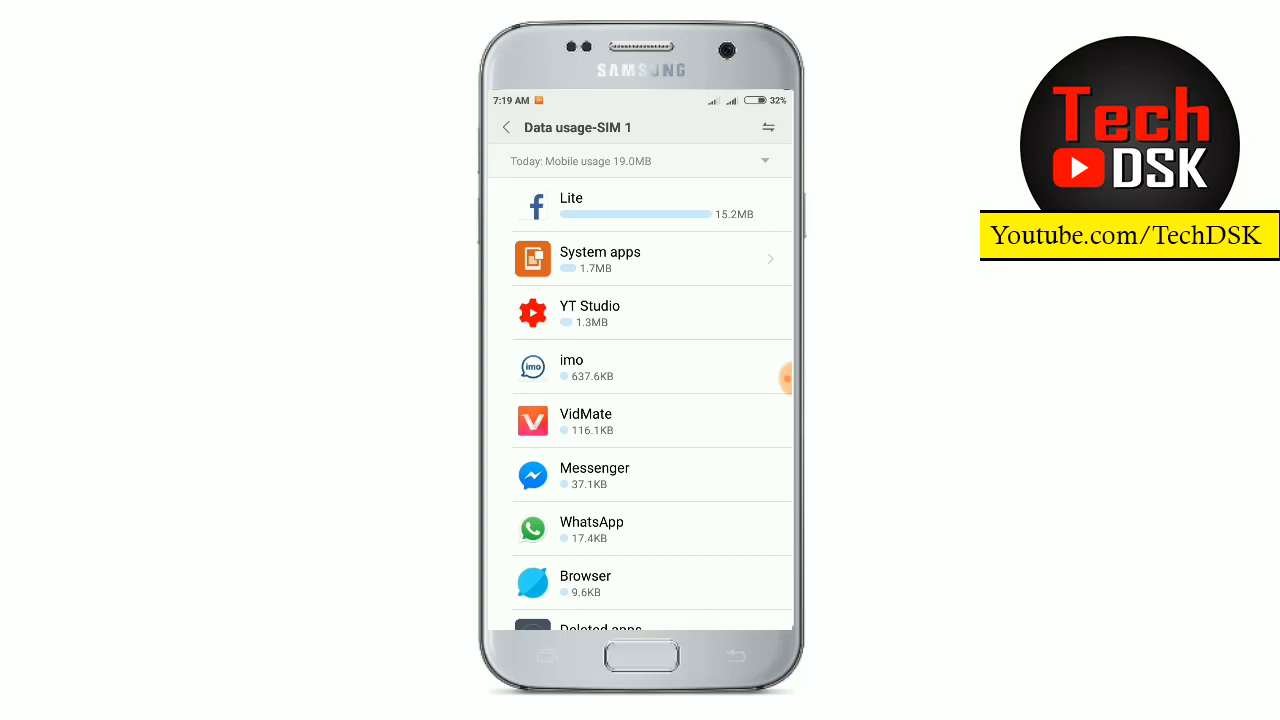 SAMSUNG
7:19 AM
32%
Data usage-SIM 1
Today: Mobile usage 19.0MB
Lite
15.2MB
System apps
1.7MB
YT Studio
1.3MB
imo
imo
637.6KB
VidMate
116.1KB
Messenger
37.1KB
WhatsApp
17.4KB
Browser
9.6KB
Deleted apps
Tech
DSK
Youtube.com/TechDSK